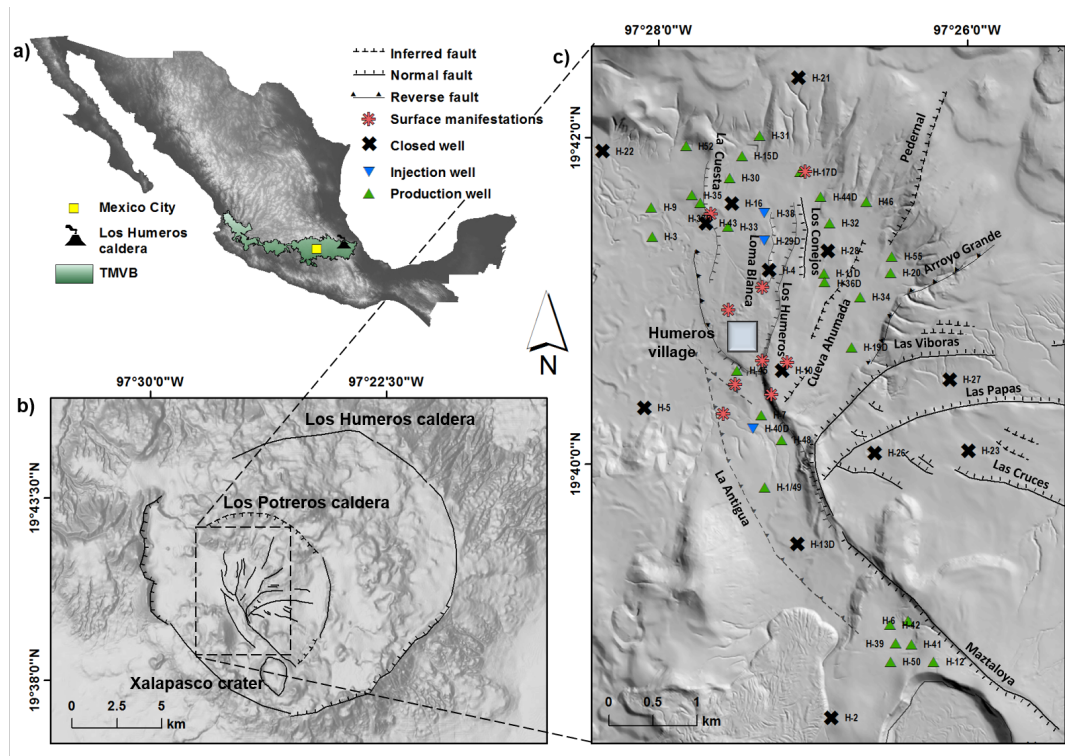 a)
Inferred fault
Normal fault
Reverse fault
Surface manifestations
Closed well
Injection well
Production well
Mexico City
Los Humeros
caldera
TMVB
N
b)
97°30'0"W
97°22'30"W
19°43'30"N
19°38'0"N
Los Humeros caldera
Los Potreros caldera
Xalapasco crater
0 2.5 5
km
c)
97°28'0"W
97°26'0"W
19°42'0"N
19°40'0"N
H-21
H-22
H-31
H52
La Cuesta
H-15D
H-17D
Pedernal
H-30
H-35
H-44D
H46
H-9
H-16
H-38
H-43
H-33
H-32
Los Conejos
H-3
H-29D
H-28
Loma Blanca
H-4
H-55
H-20
Arroyo Grande
H-11D
H-36D
Los Humeros
H-34
Humeros
village
Cueva Ahumada
H-19D
Las Viboras
H-45
H-10
H-27
Las Papas
H-5
H-7
H-40D
H-48
H-26
H-23
Las Cruces
La Antigua
H-1/49
H-13D
H-6
H-42
H-39
H-41
H-50
H-12
Maztaloya
H-2
0 0.5 1
km